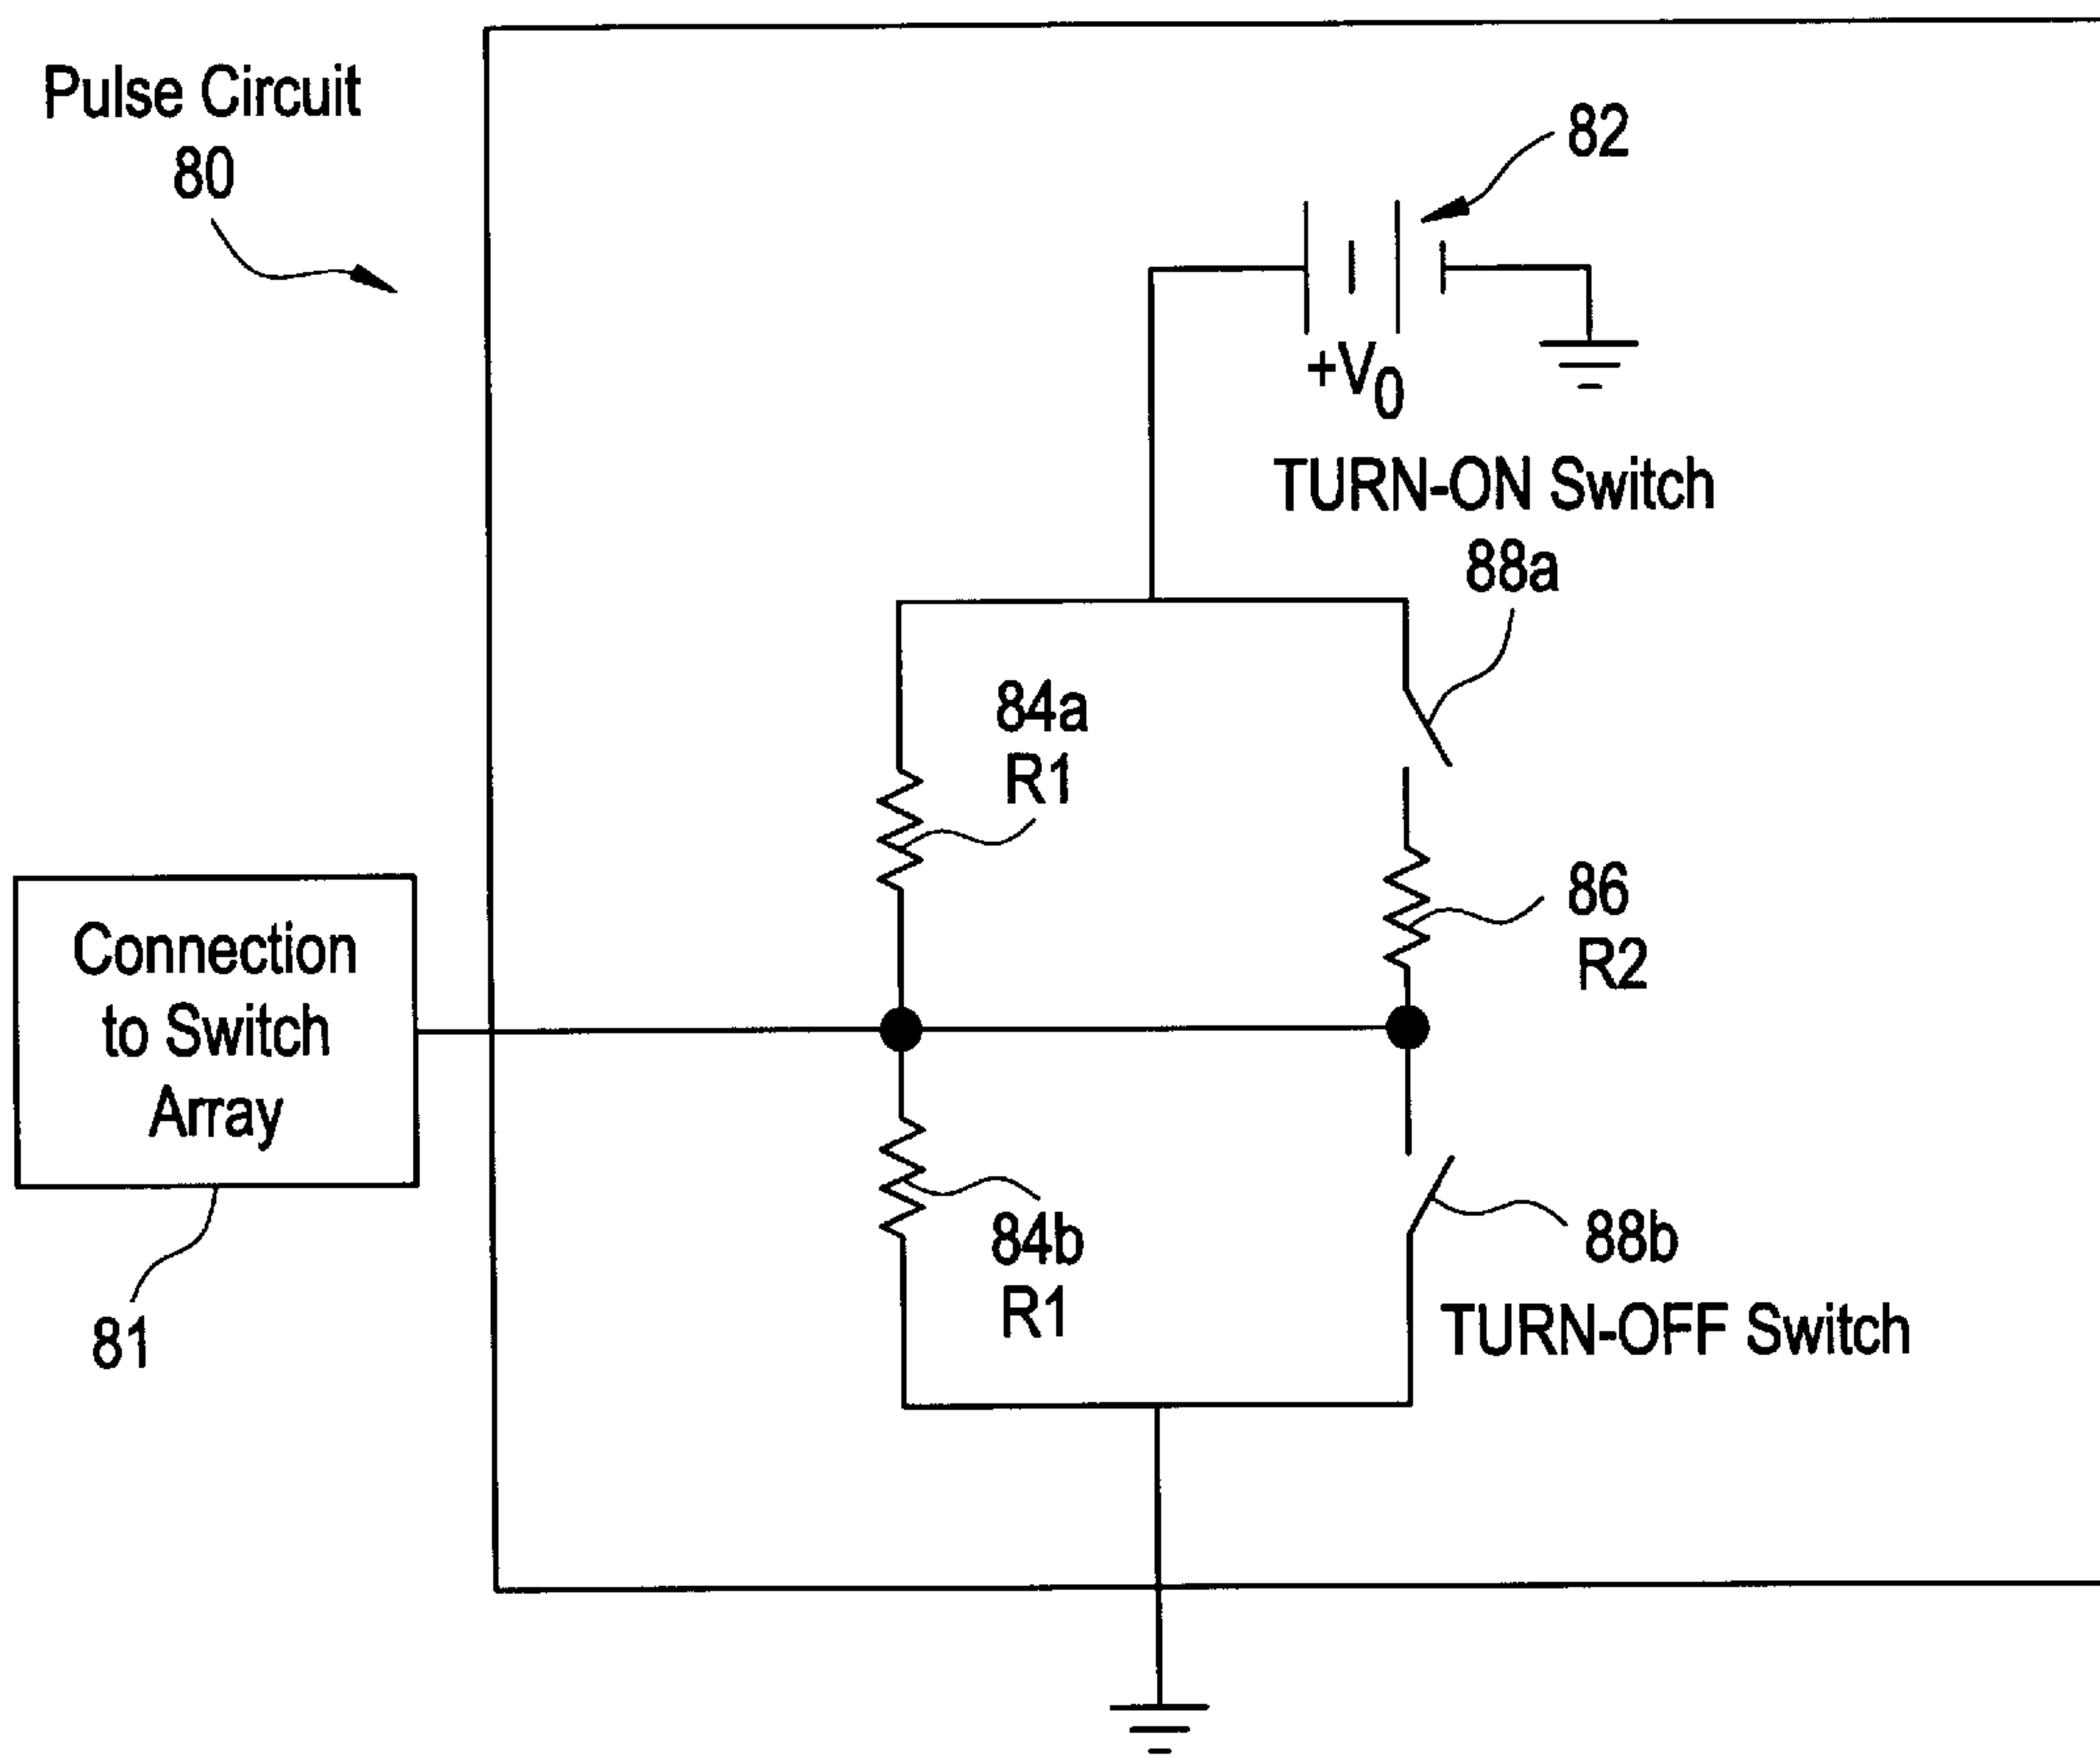 Pulse Circuit
80
82
+V0
TURN-ON Switch
88a
84a
R1
86
R2
Connection
to Switch
Array
84b
R1
88b
TURN-OFF Switch
81